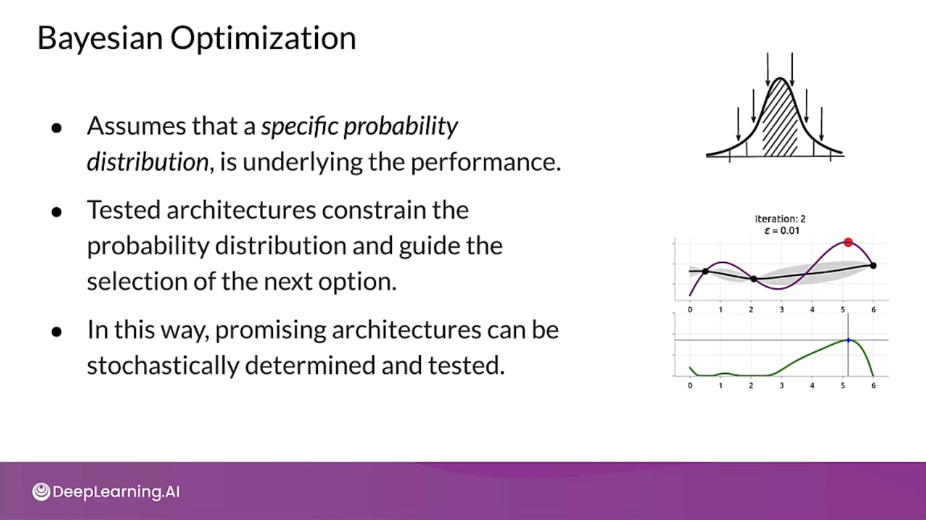 Bayesian Optimization
● Assumes that a specific probability
distribution, is underlying the performance.
● Tested architectures constrain the
probability distribution and guide the
selection of the next option.
● In this way, promising architectures can be
stochastically determined and tested.
Iteration: 2
ε = 0.01
0 1 2 3 4 5 6
0 1 2 3 4 5 6
DeepLearning.AI